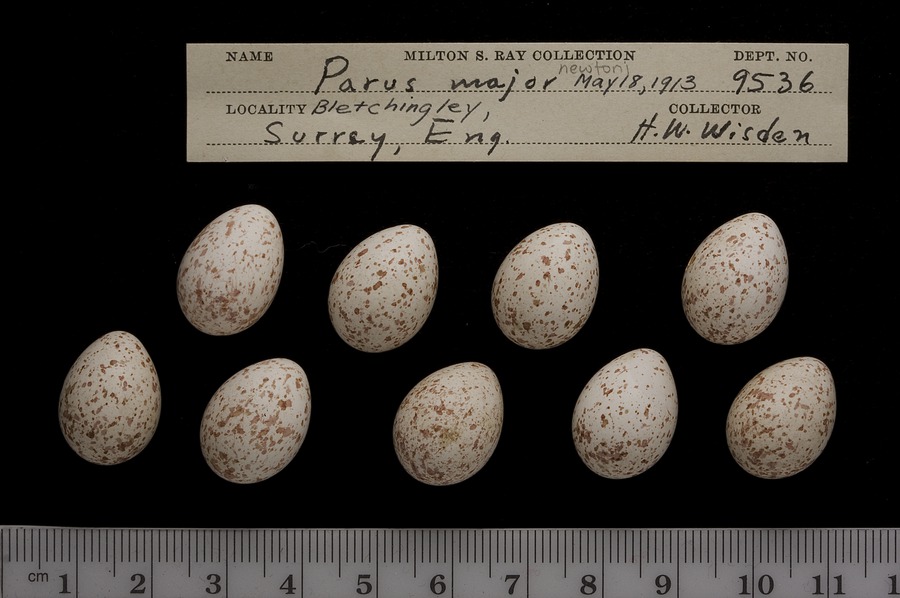 NAME MILTON S. RAY COLLECTION DEPT. NO.
newtoni
Parus major May 18, 1913 9536
LOCALITY Bletchingley, COLLECTOR
Surrey, Eng. H. W. Wisden
cm 1 2 3 4 5 6 7 8 9 10 11 1